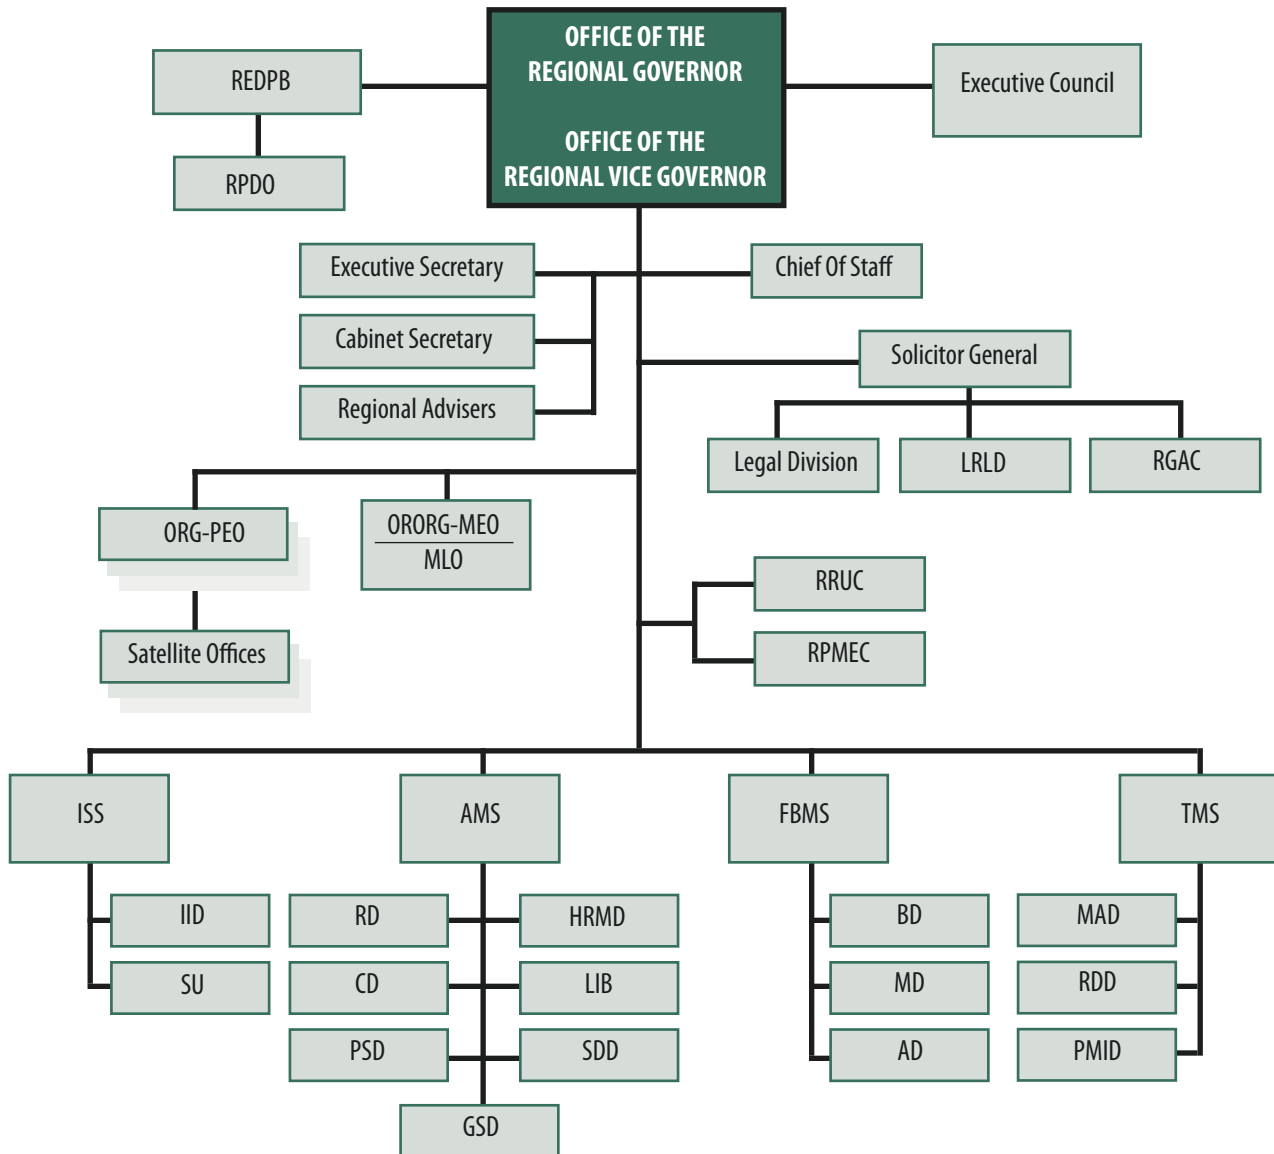 OFFICE OF THE
REGIONAL GOVERNOR
OFFICE OF THE
REGIONAL VICE GOVERNOR
REDPB
Executive Council
RPDO
Executive Secretary
Chief Of Staff
Cabinet Secretary
Solicitor General
Regional Advisers
Legal Division
LRLD
RGAC
ORG-PEO
ORORG-MEO
MLO
RRUC
Satellite Offices
RPMEC
ISS
AMS
FBMS
TMS
IID
RD
HRMD
BD
MAD
SU
CD
LIB
MD
RDD
PSD
SDD
AD
PMID
GSD